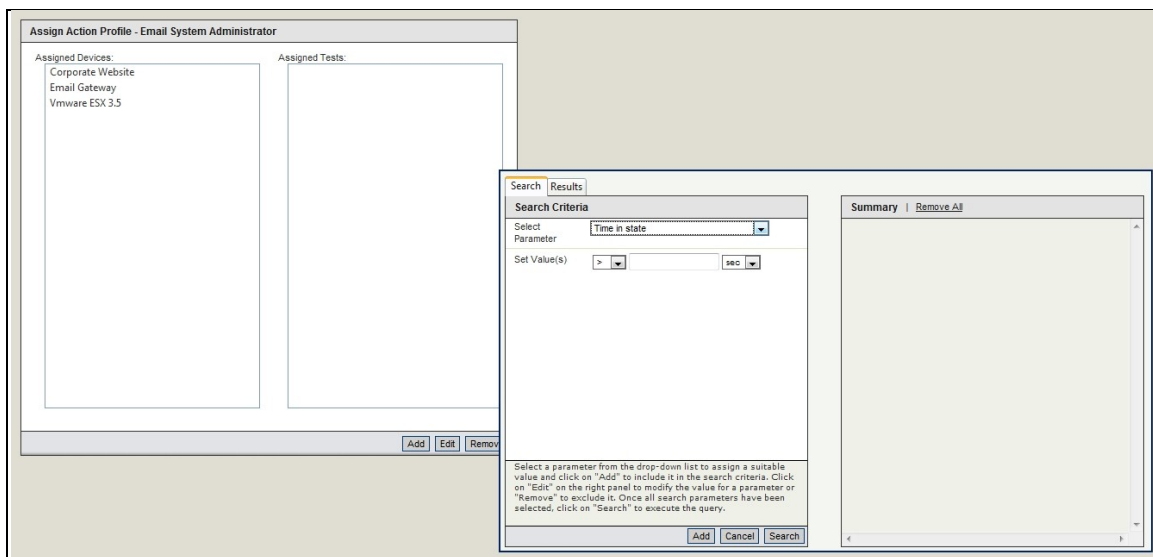 Assign Action Profile - Email System Administrator
Assigned Devices:
Corporate Website
Email Gateway
Vmware ESX 3.5
Assigned Tests:
Add Edit Remov
Search Results
Search Criteria
Select
Parameter
Time in state
Set Value(s)
> sec
Select a parameter from the drop-down list to assign a suitable
value and click on "Add" to include it in the search criteria. Click
on "Edit" on the right panel to modify the value for a parameter or
"Remove" to exclude it. Once all search parameters have been
selected, click on "Search" to execute the query.
Add Cancel Search
Summary | Remove All